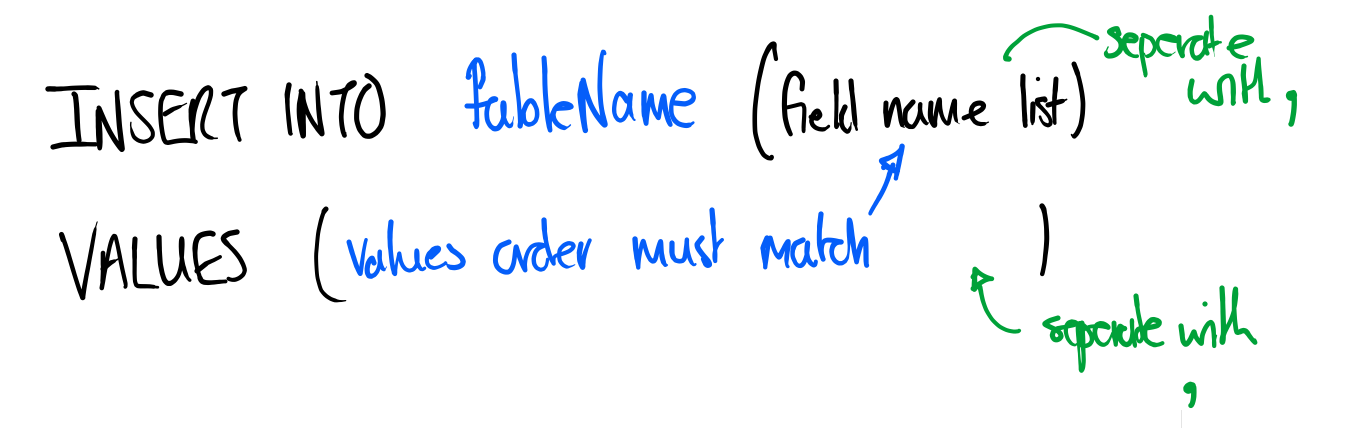 INSERT INTO tableName (field name list)
seperate
with ,
VALUES (values order must match )
seperate with
,